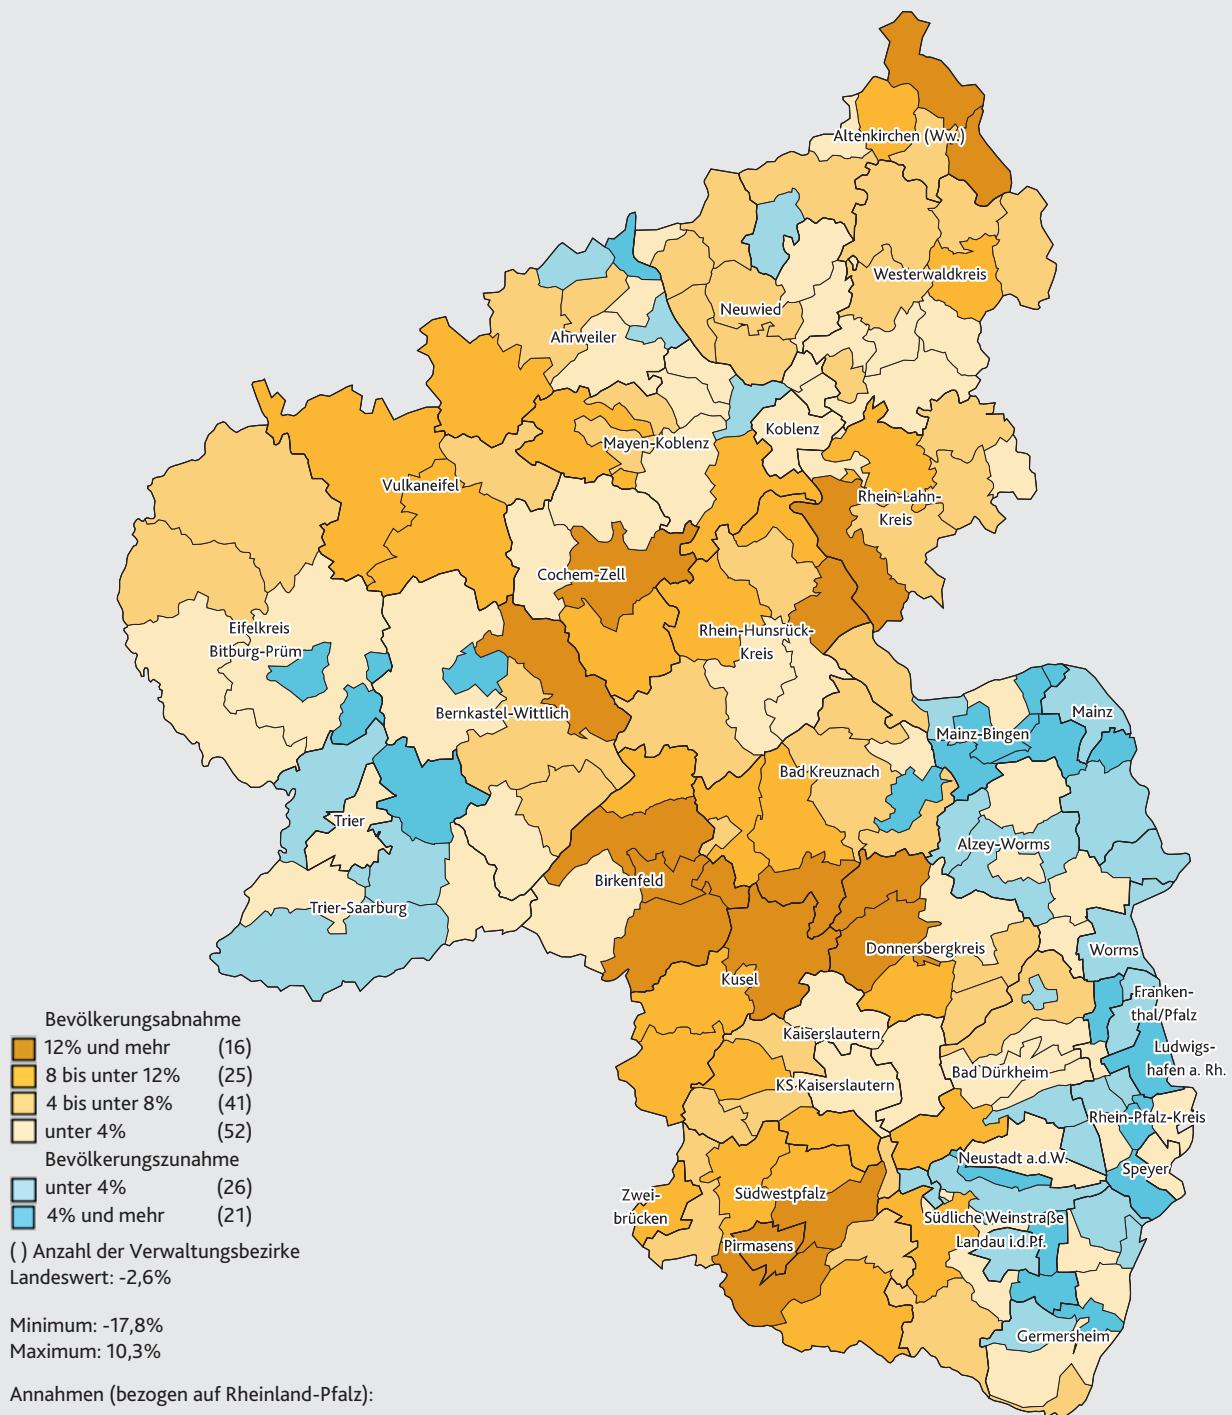 Altenkirchen (Ww.)
Westerwaldkreis
Neuwied
Ahrweiler
Koblenz
Mayen-Koblenz
Vulkaneifel
Rhein-Lahn-
Kreis
Cochem-Zell
Eifelkreis
Bitburg-Prüm
Rhein-Hunsrück-
Kreis
Bernkastel-Wittlich
Mainz
Mainz-Bingen
Bad Kreuznach
Trier
Alzey-Worms
Birkenfeld
Trier-Saarburg
Donnersbergkreis
Worms
Kusel
Franken-
thal/Pfalz
Kaiserslautern
Ludwigs-
hafen a. Rh.
Bad Dürkheim
KS Kaiserslautern
Rhein-Pfalz-Kreis
Neustadt a.d.W.
Speyer
Zwei-
brücken
Südwestpfalz
Südliche Weinstraße
Landau i.d.Pf.
Pirmasens
Germersheim
Bevölkerungsabnahme
12% und mehr (16)
8 bis unter 12% (25)
4 bis unter 8% (41)
unter 4% (52)
Bevölkerungszunahme
unter 4% (26)
4% und mehr (21)
( ) Anzahl der Verwaltungsbezirke
Landeswert: -2,6%
Minimum: -17,8%
Maximum: 10,3%
Annahmen (bezogen auf Rheinland-Pfalz):